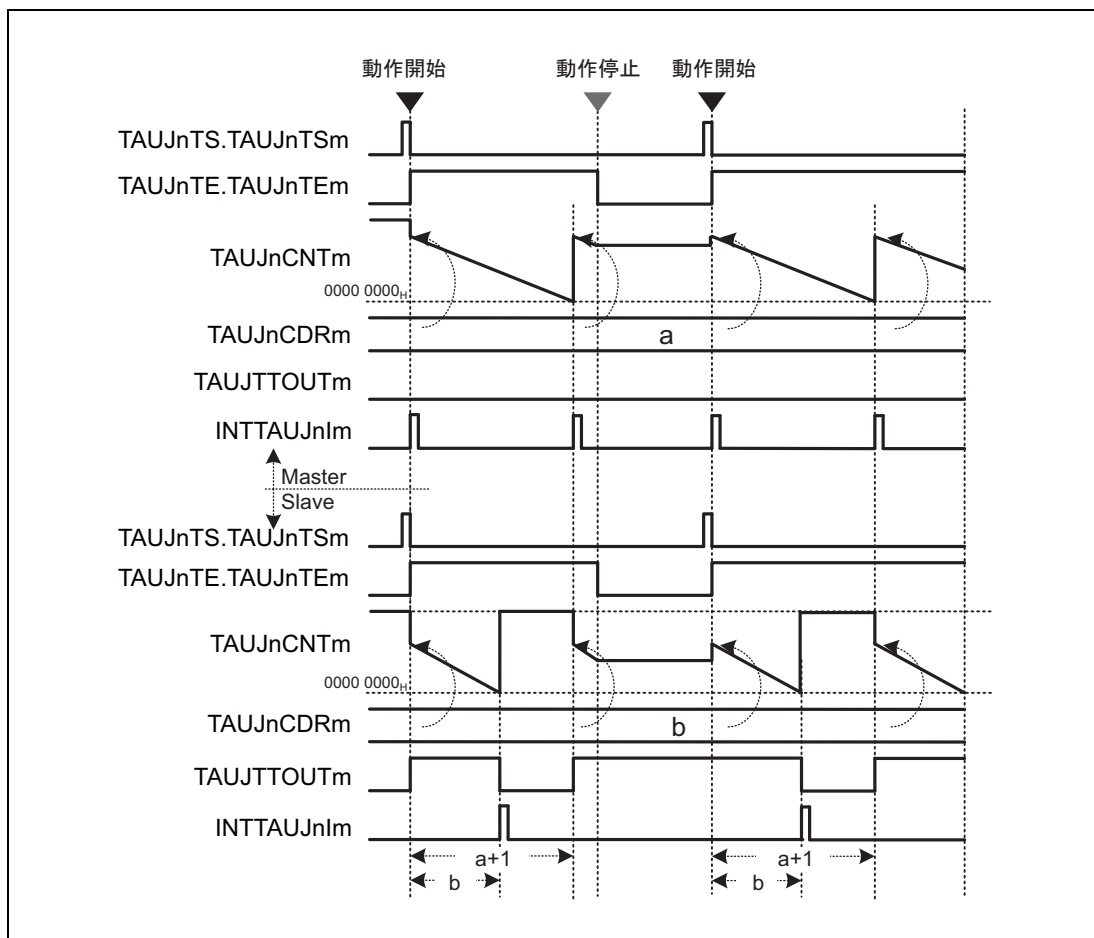 動作開始 動作停止 動作開始
TAUJnTS.TAUJnTSm
TAUJnTE.TAUJnTEm
TAUJnCNTm
0000 0000H
TAUJnCDRm
a
TAUJTTOUTm
INTTAUJnIm
Master
Slave
TAUJnTS.TAUJnTSm
TAUJnTE.TAUJnTEm
TAUJnCNTm
0000 0000H
TAUJnCDRm
b
TAUJTTOUTm
INTTAUJnIm
a+1 a+1
b b